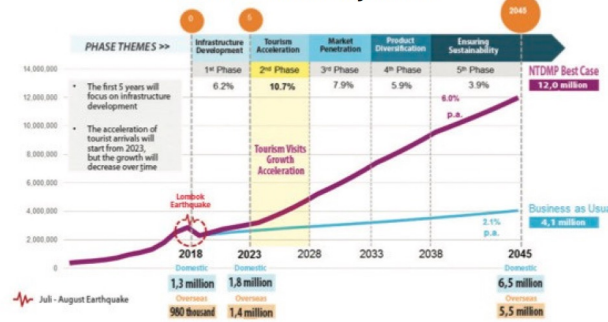 0
5
2045
PHASE THEMES >>
Infrastructure Development
Tourism Acceleration
Market Penetration
Product Diversification
Ensuring Sustainability
1st Phase
2nd Phase
3rd Phase
4th Phase
5th Phase
6.2%
10.7%
7.9%
5.9%
3.9%
NTDMP Best Case
12,0 million
14,000,000
12,000,000
10,000,000
8,000,000
6,000,000
4,000,000
2,000,000
0
• The first 5 years will
focus on infrastructure
development
• The acceleration of
tourist arrivals will
start from 2023,
but the growth will
decrease over time
6.0%
p.a.
Tourism Visits
Growth
Acceleration
Lombok
Earthquake
Business as Usua
4,1 million
2.1%
p.a.
2018
2023
2028
2033
2038
2045
Domestic
1,3 million
Overseas
980 thousand
Domestic
1,8 million
Overseas
1,4 million
Domestic
6,5 million
Overseas
5,5 million
Juli - August Earthquake